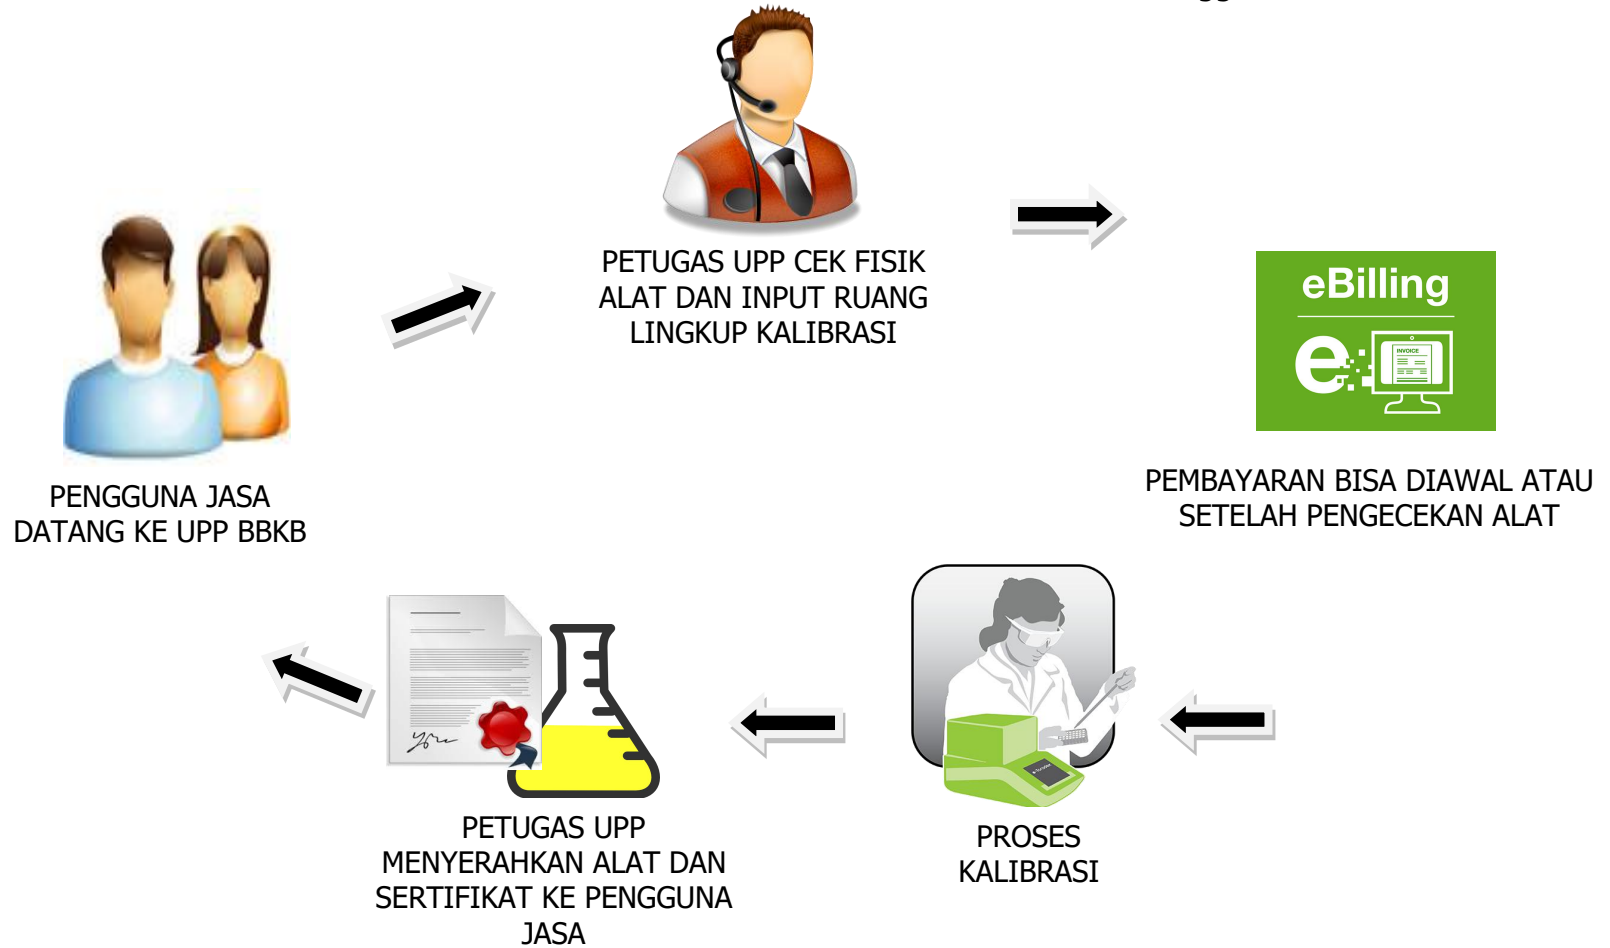 PETUGAS UPP CEK FISIK
ALAT DAN INPUT RUANG
LINGKUP KALIBRASI
eBilling
e
INVOICE
PENGGUNA JASA
DATANG KE UPP BBKB
PEMBAYARAN BISA DIAWAL ATAU
SETELAH PENGECEKAN ALAT
PROSES
KALIBRASI
PETUGAS UPP
MENYERAHKAN ALAT DAN
SERTIFIKAT KE PENGGUNA
JASA